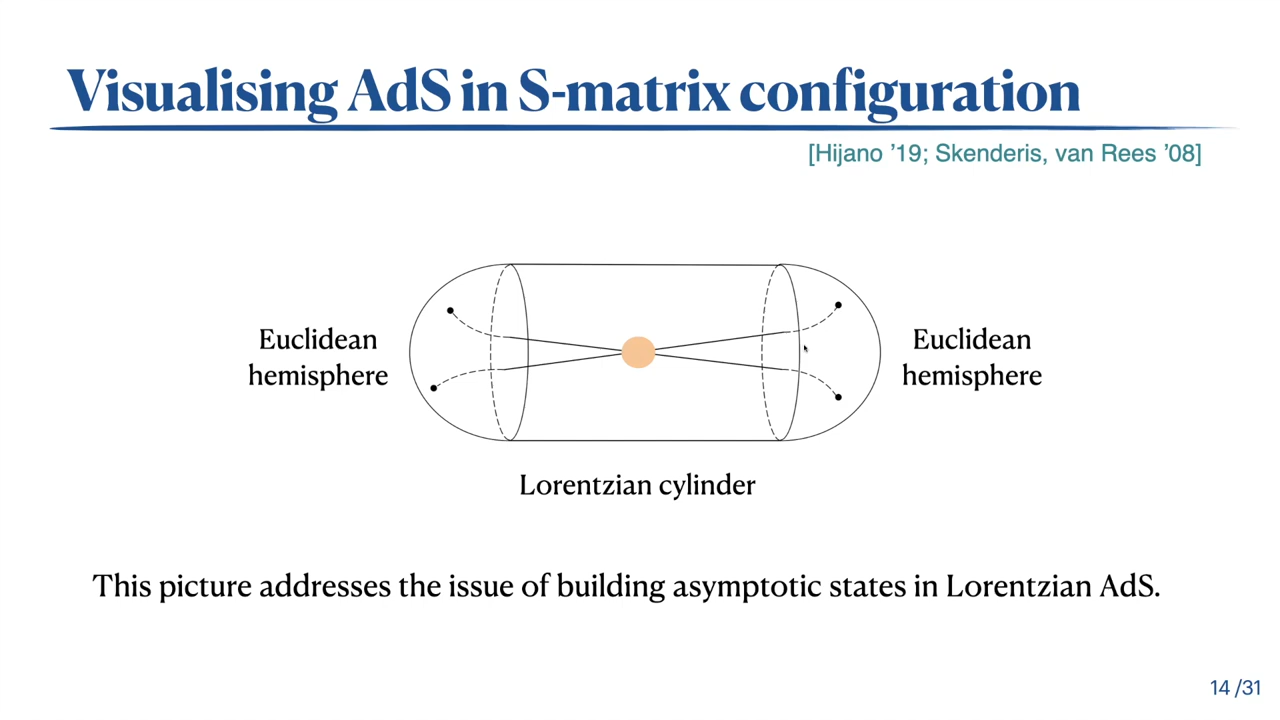 Visualising AdS in S-matrix configuration
[Hijano ’19; Skenderis, van Rees ’08]
Euclidean
hemisphere
Euclidean
hemisphere
Lorentzian cylinder
This picture addresses the issue of building asymptotic states in Lorentzian AdS.
14 /31